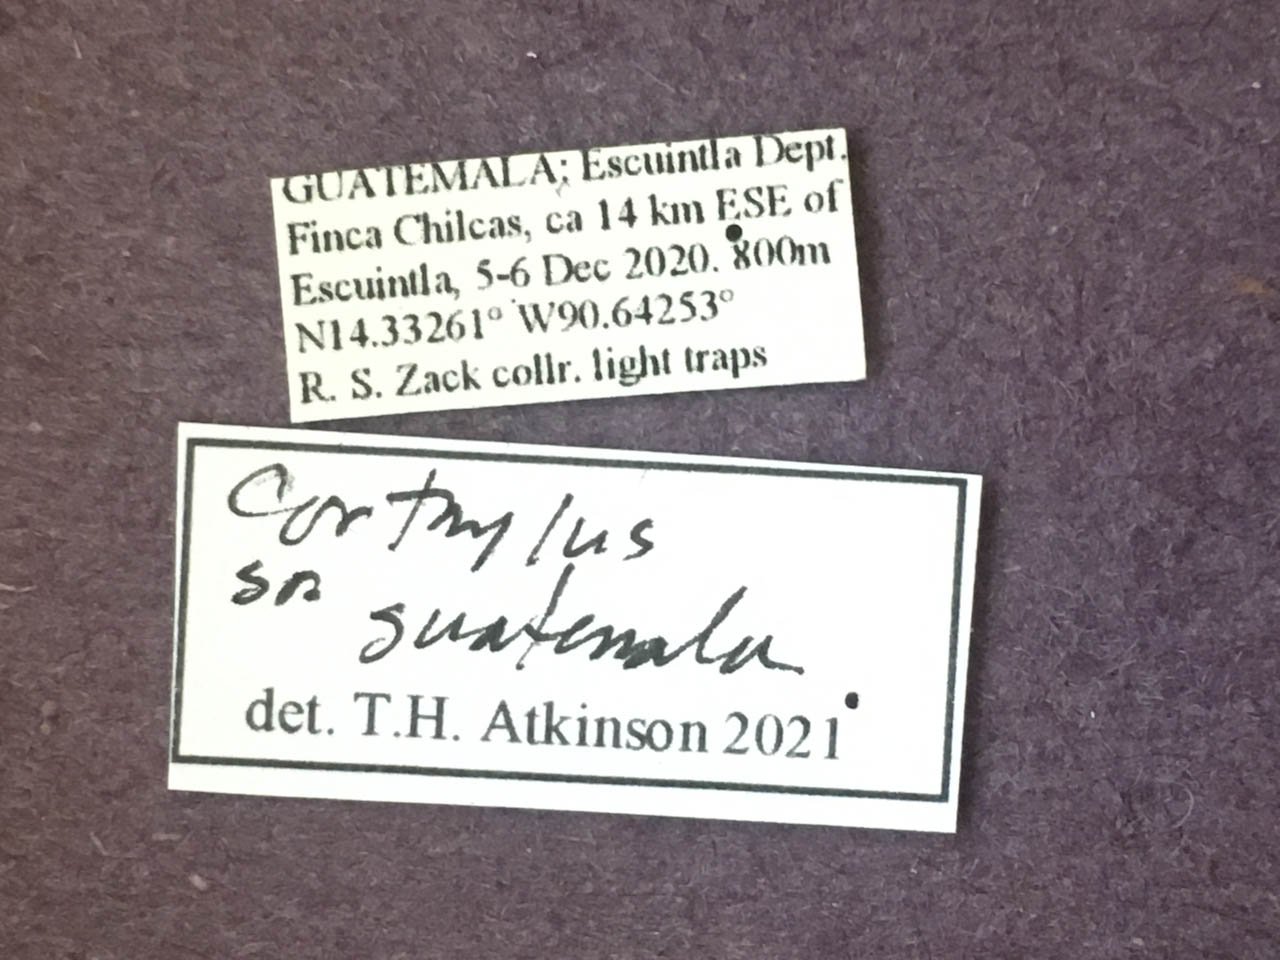 GUATEMALA; Escuintla Dept.
Finca Chilcas, ca 14 km ESE of
Escuintla, 5-6 Dec 2020. 800m
N14.33261° W90.64253°
R. S. Zack collr. light traps
Corthylus
sn guatemala
det. T.H. Atkinson 2021